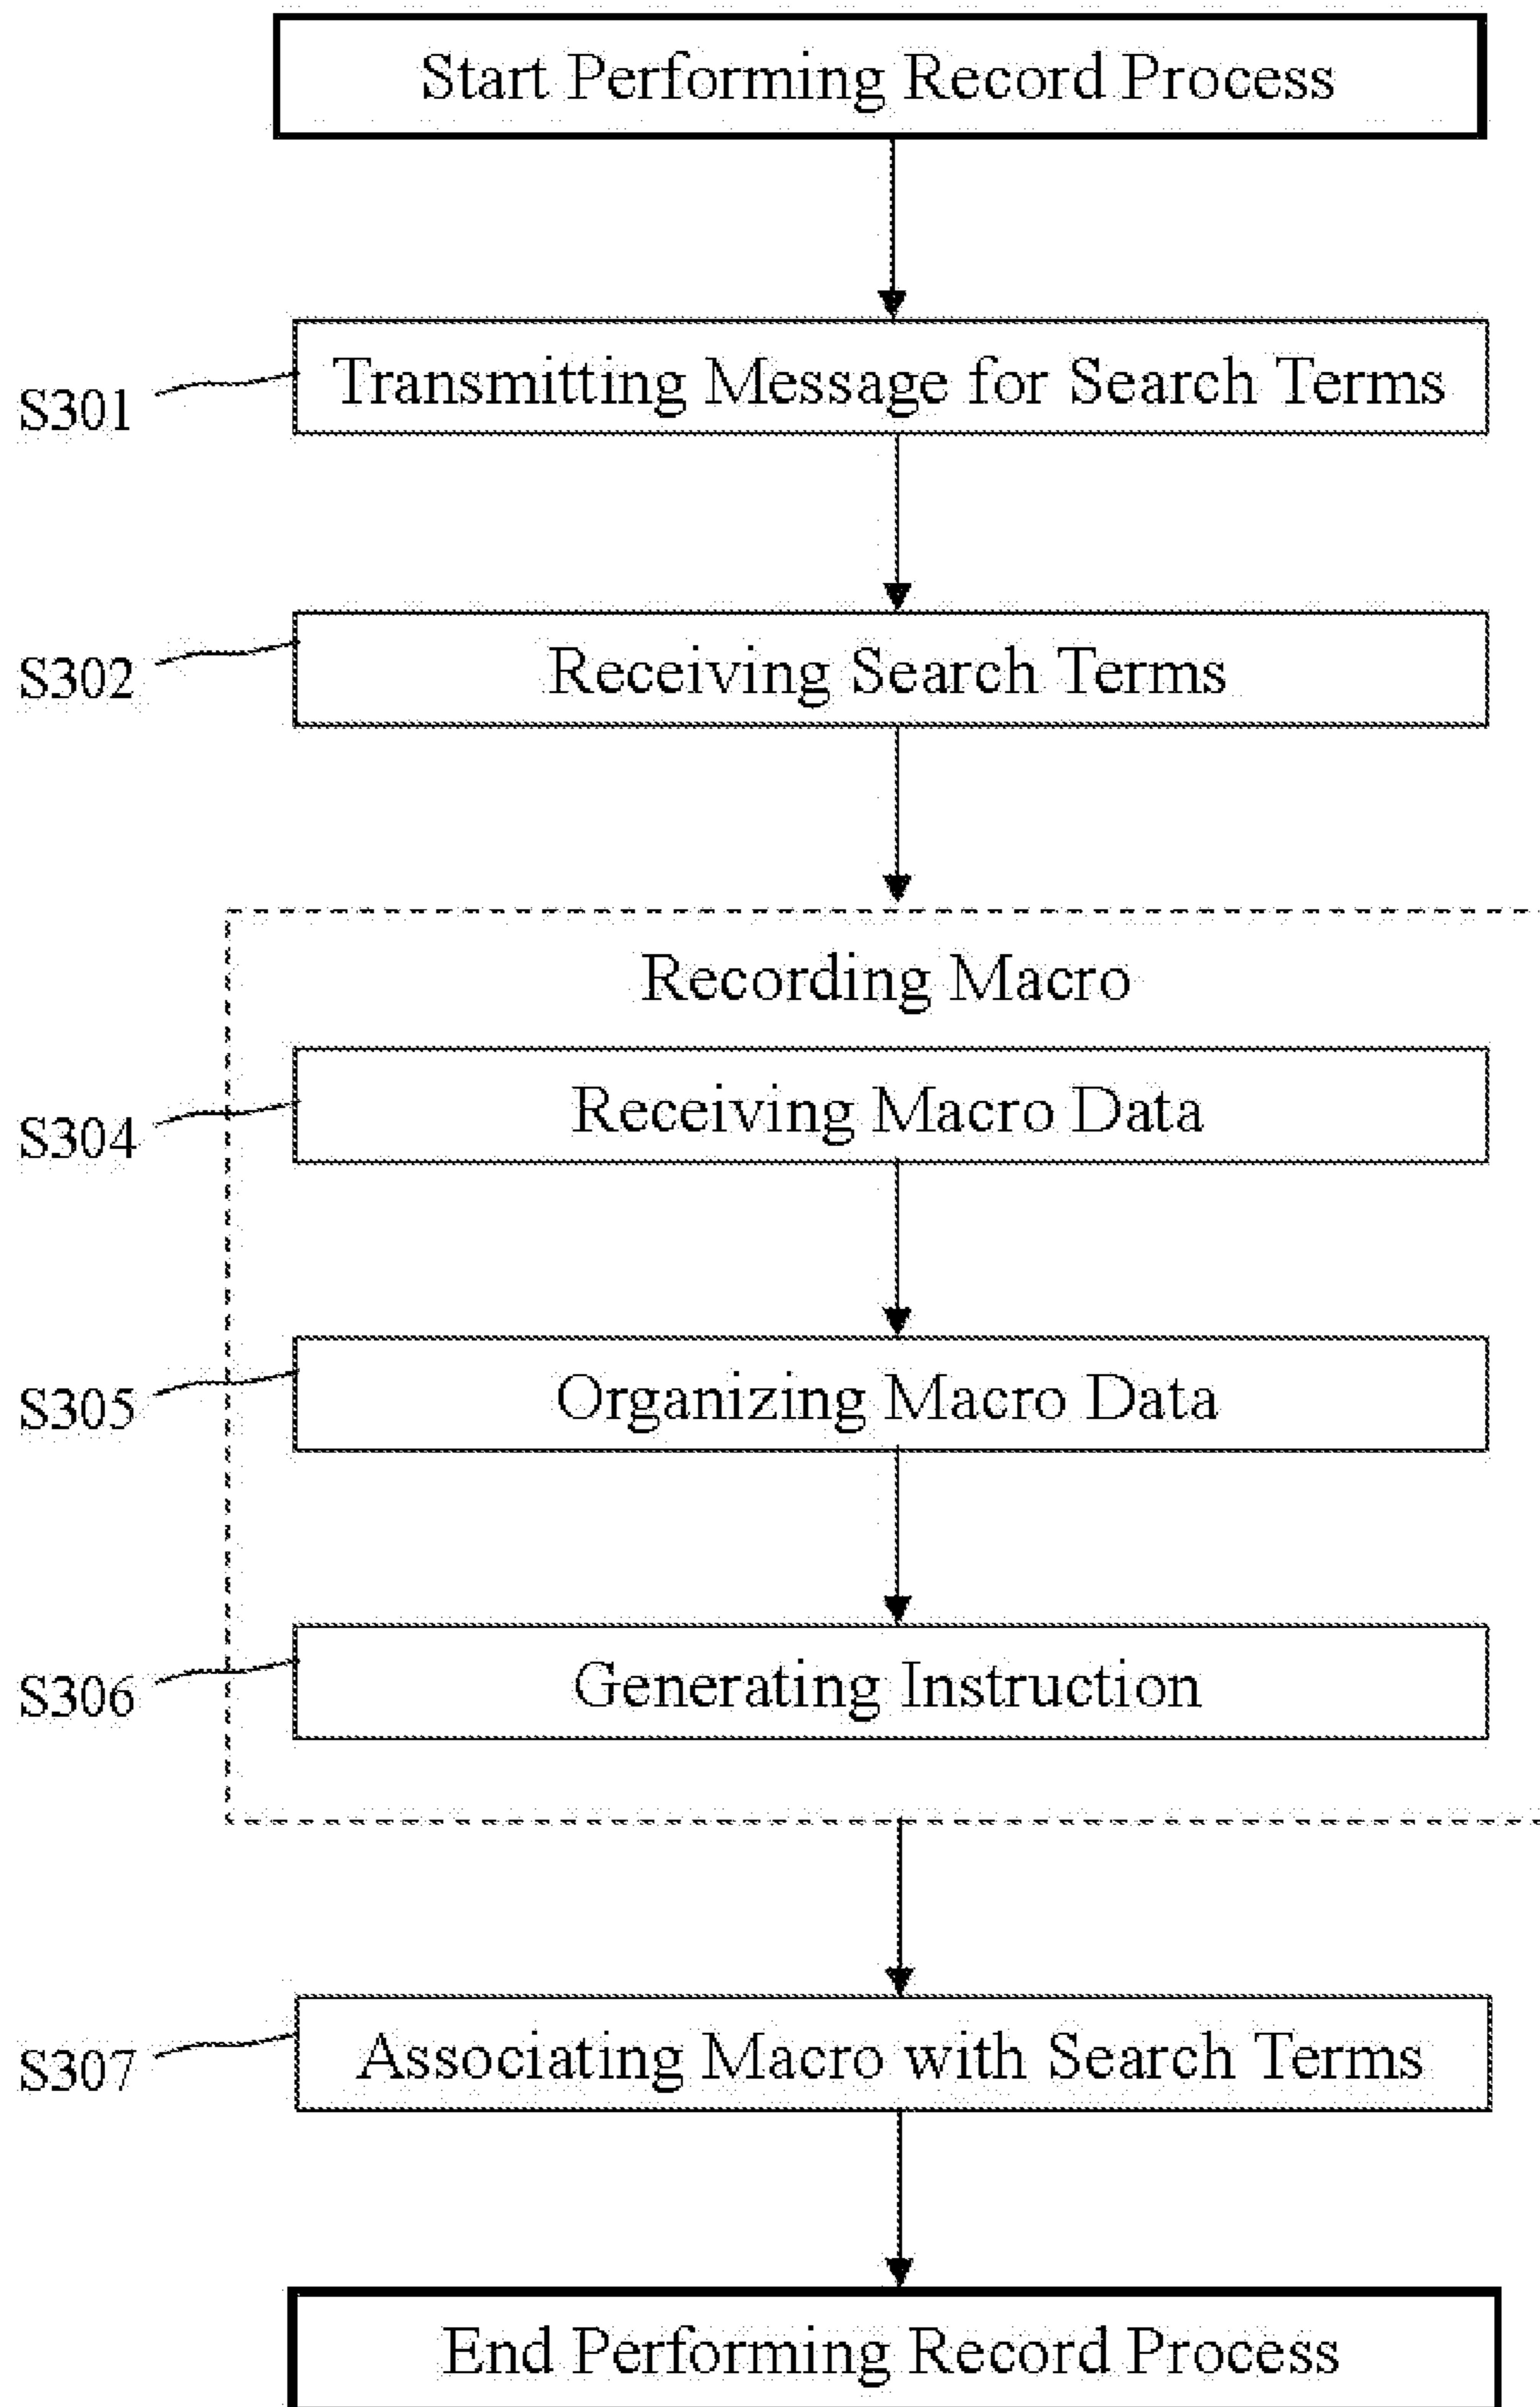 Start Performing Record Process
S301
Transmitting Message for Search Terms
S302
Receiving Search Terms
Recording Macro
S304
Receiving Macro Data
S305
Organizing Macro Data
S306
Generating Instruction
S307
Associating Macro with Search Terms
End Performing Record Process